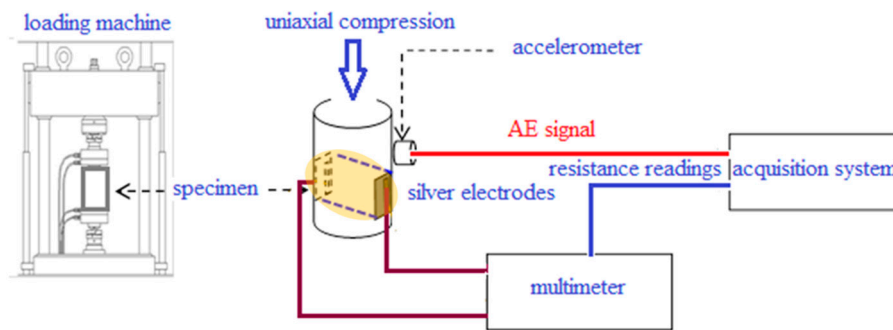 loading machine
uniaxial compression
accelerometer
AE signal
resistance readings
acquisition system
specimen
silver electrodes
multimeter